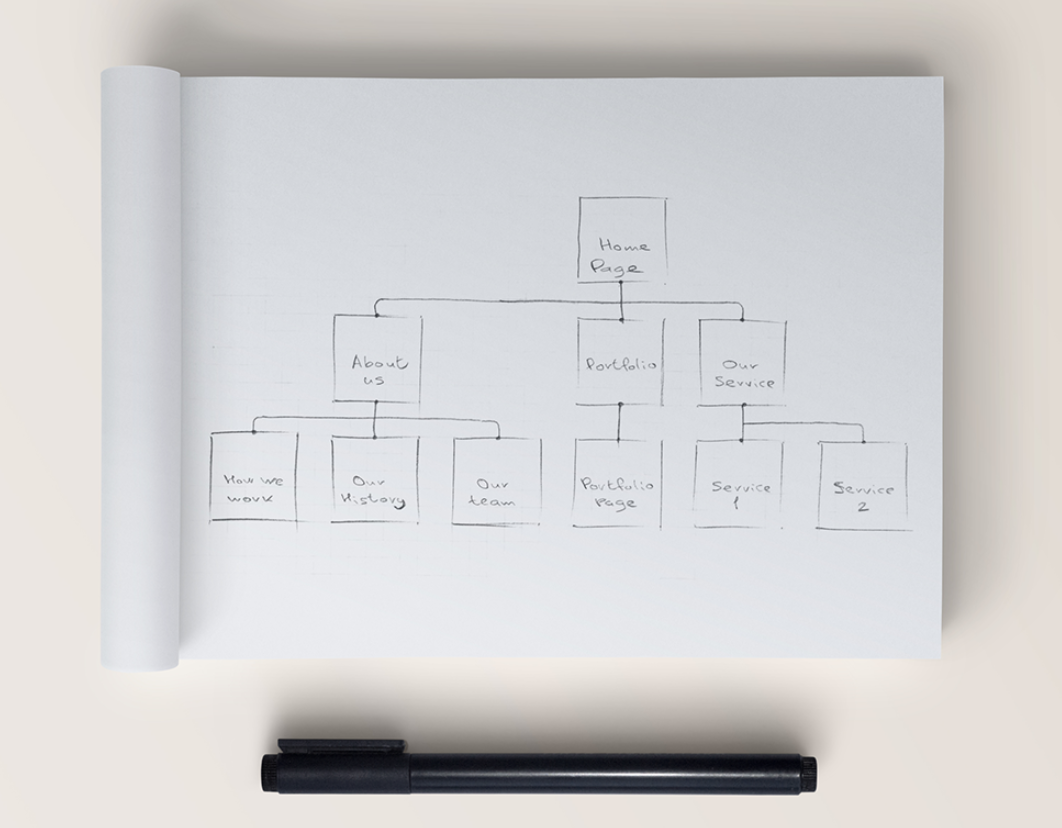 Home
Page
About
us
Portfolio
Our
Service
How we
work
Our
History
Our
team
Portfolio
Page
Service
1
Service
2